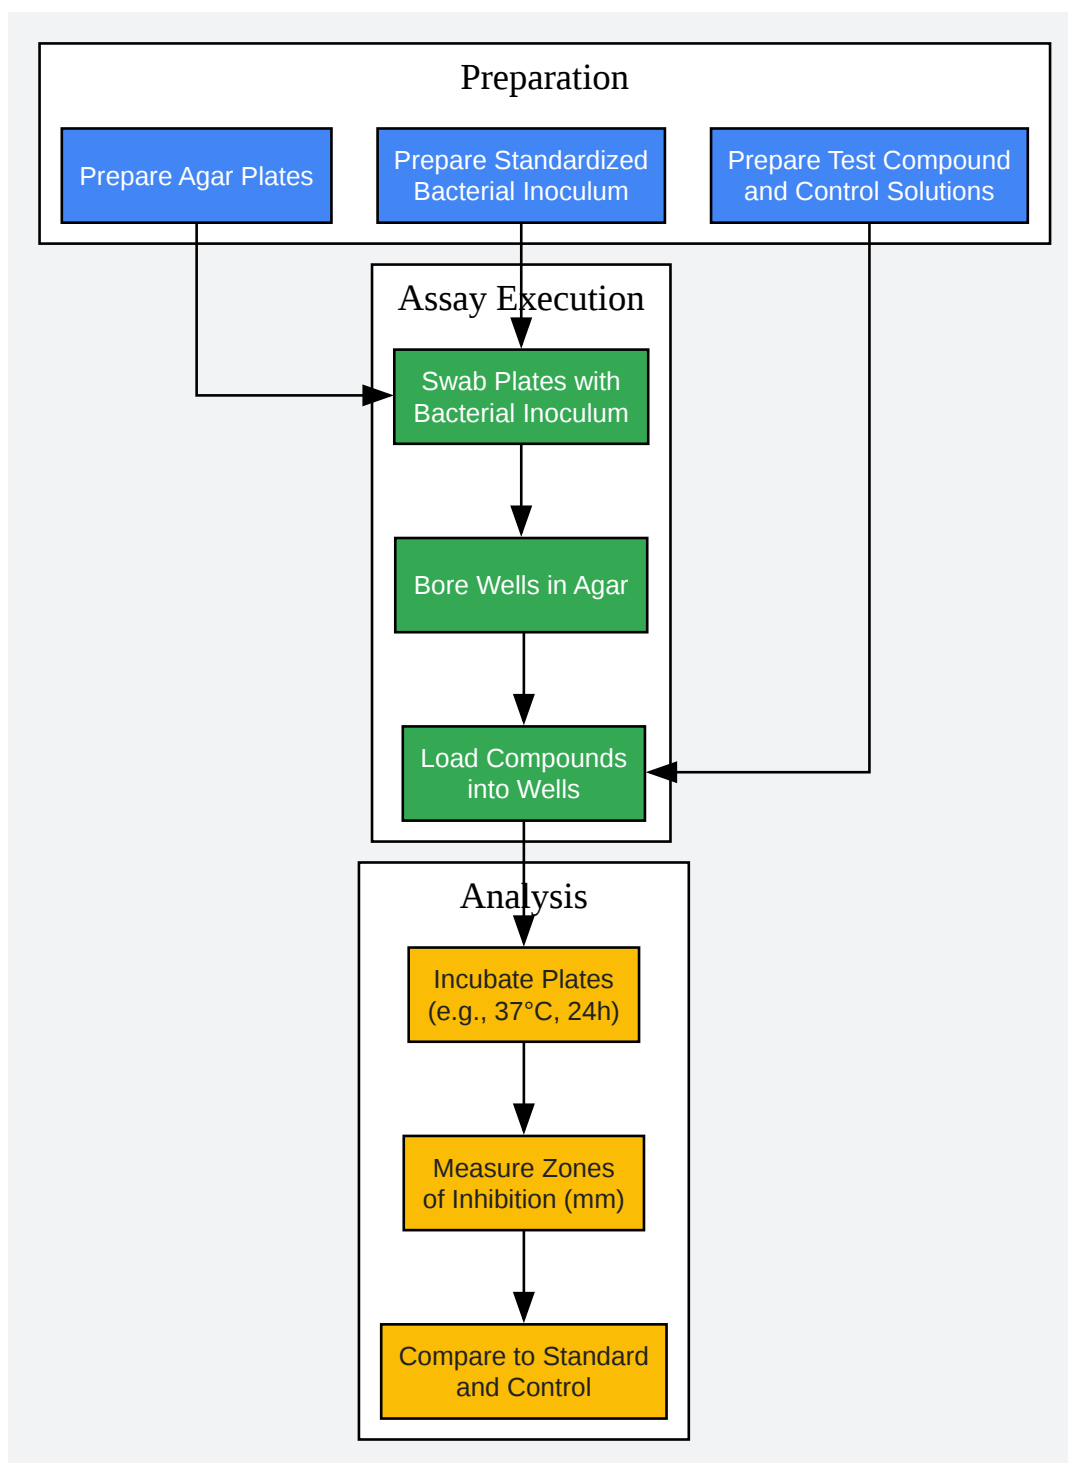 Preparation
Prepare Agar Plates
Prepare Standardized
Bacterial Inoculum
Prepare Test Compound
and Control Solutions
Assay Execution
Swab Plates with
Bacterial Inoculum
Bore Wells in Agar
Load Compounds
into Wells
Analysis
Incubate Plates
(e.g., 37°C, 24h)
Measure Zones
of Inhibition (mm)
Compare to Standard
and Control